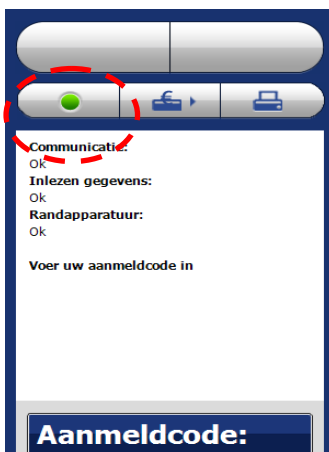 Communicatie:
Ok
Inlezen gegevens:
Ok
Randapparatuur:
Ok
Voer uw aanmeldcode in
Aanmeldcode: